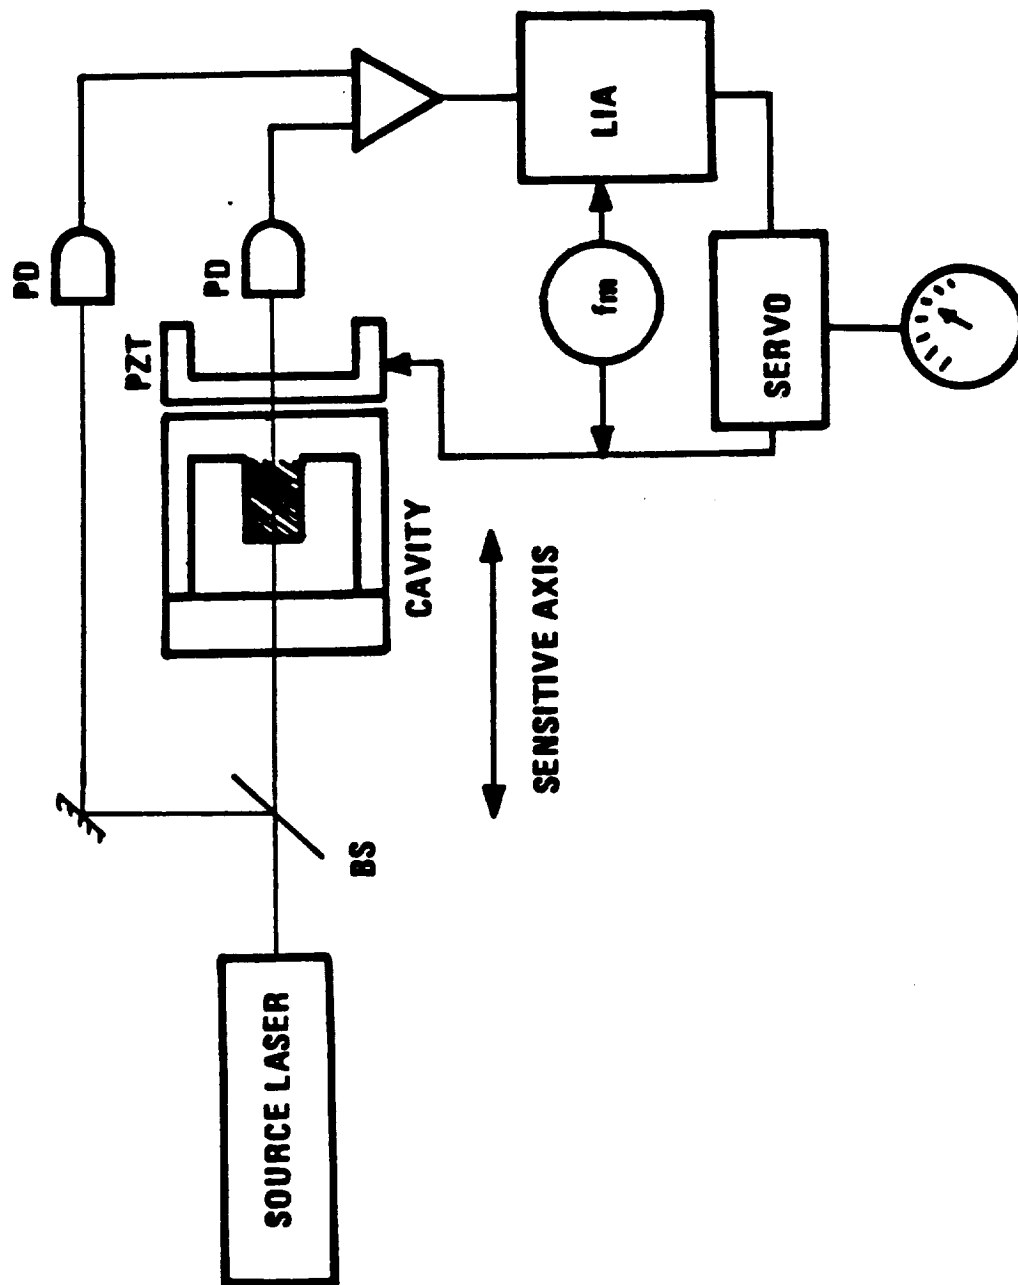 SOURCE LASER
BS
SENSITIVE AXIS
CAVITY
PZT
PD
PD
fm
LIA
SERVO